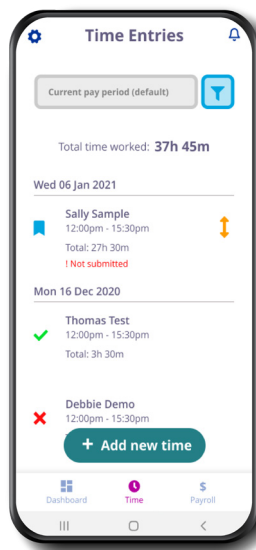 Time Entries
Current pay period (default)
Total time worked: 37h 45m
Wed 06 Jan 2021
Sally Sample
12:00pm - 15:30pm
Total: 27h 30m
! Not submitted
Mon 16 Dec 2020
Thomas Test
12:00pm - 15:30pm
Total: 3h 30m
Debbie Demo
12:00pm - 15:30pm
+ Add new time
Dashboard
Time
$
Payroll